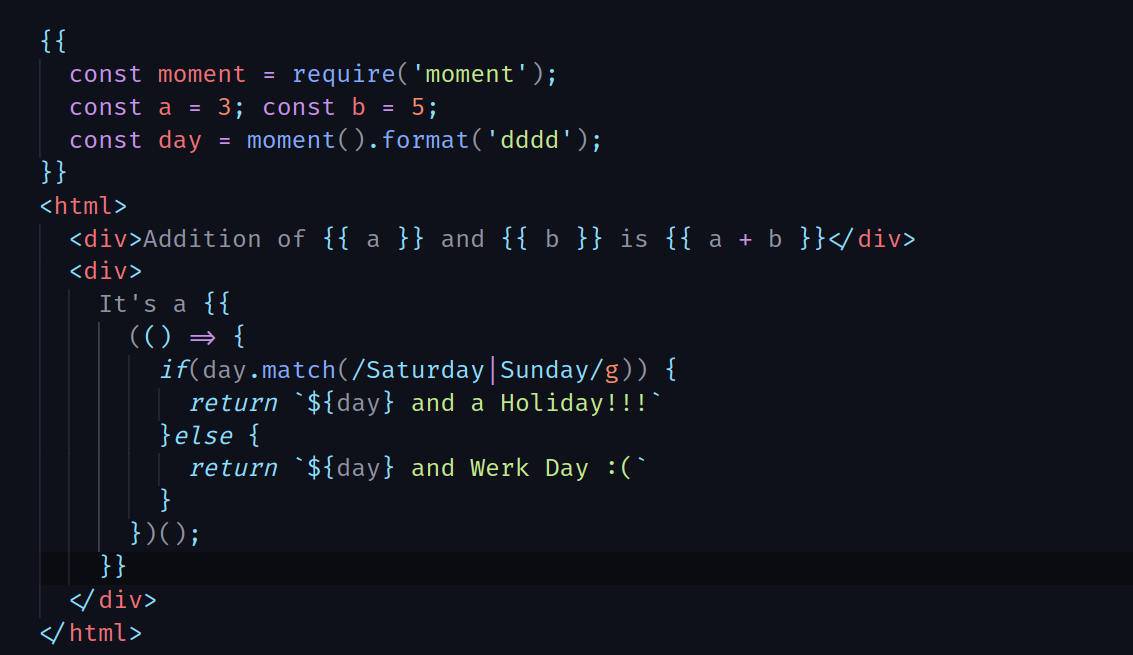 {{
  const moment = require('moment');
  const a = 3; const b = 5;
  const day = moment().format('dddd');
}}
<html>
  <div>Addition of {{ a }} and {{ b }} is {{ a + b }}</div>
  <div>
    It's a {{
      (() => {
        if(day.match(/Saturday|Sunday/g)) {
          return `${day} and a Holiday!!!`
        }else {
          return `${day} and Werk Day :(`
        }
      })();
    }}
  </div>
</html>